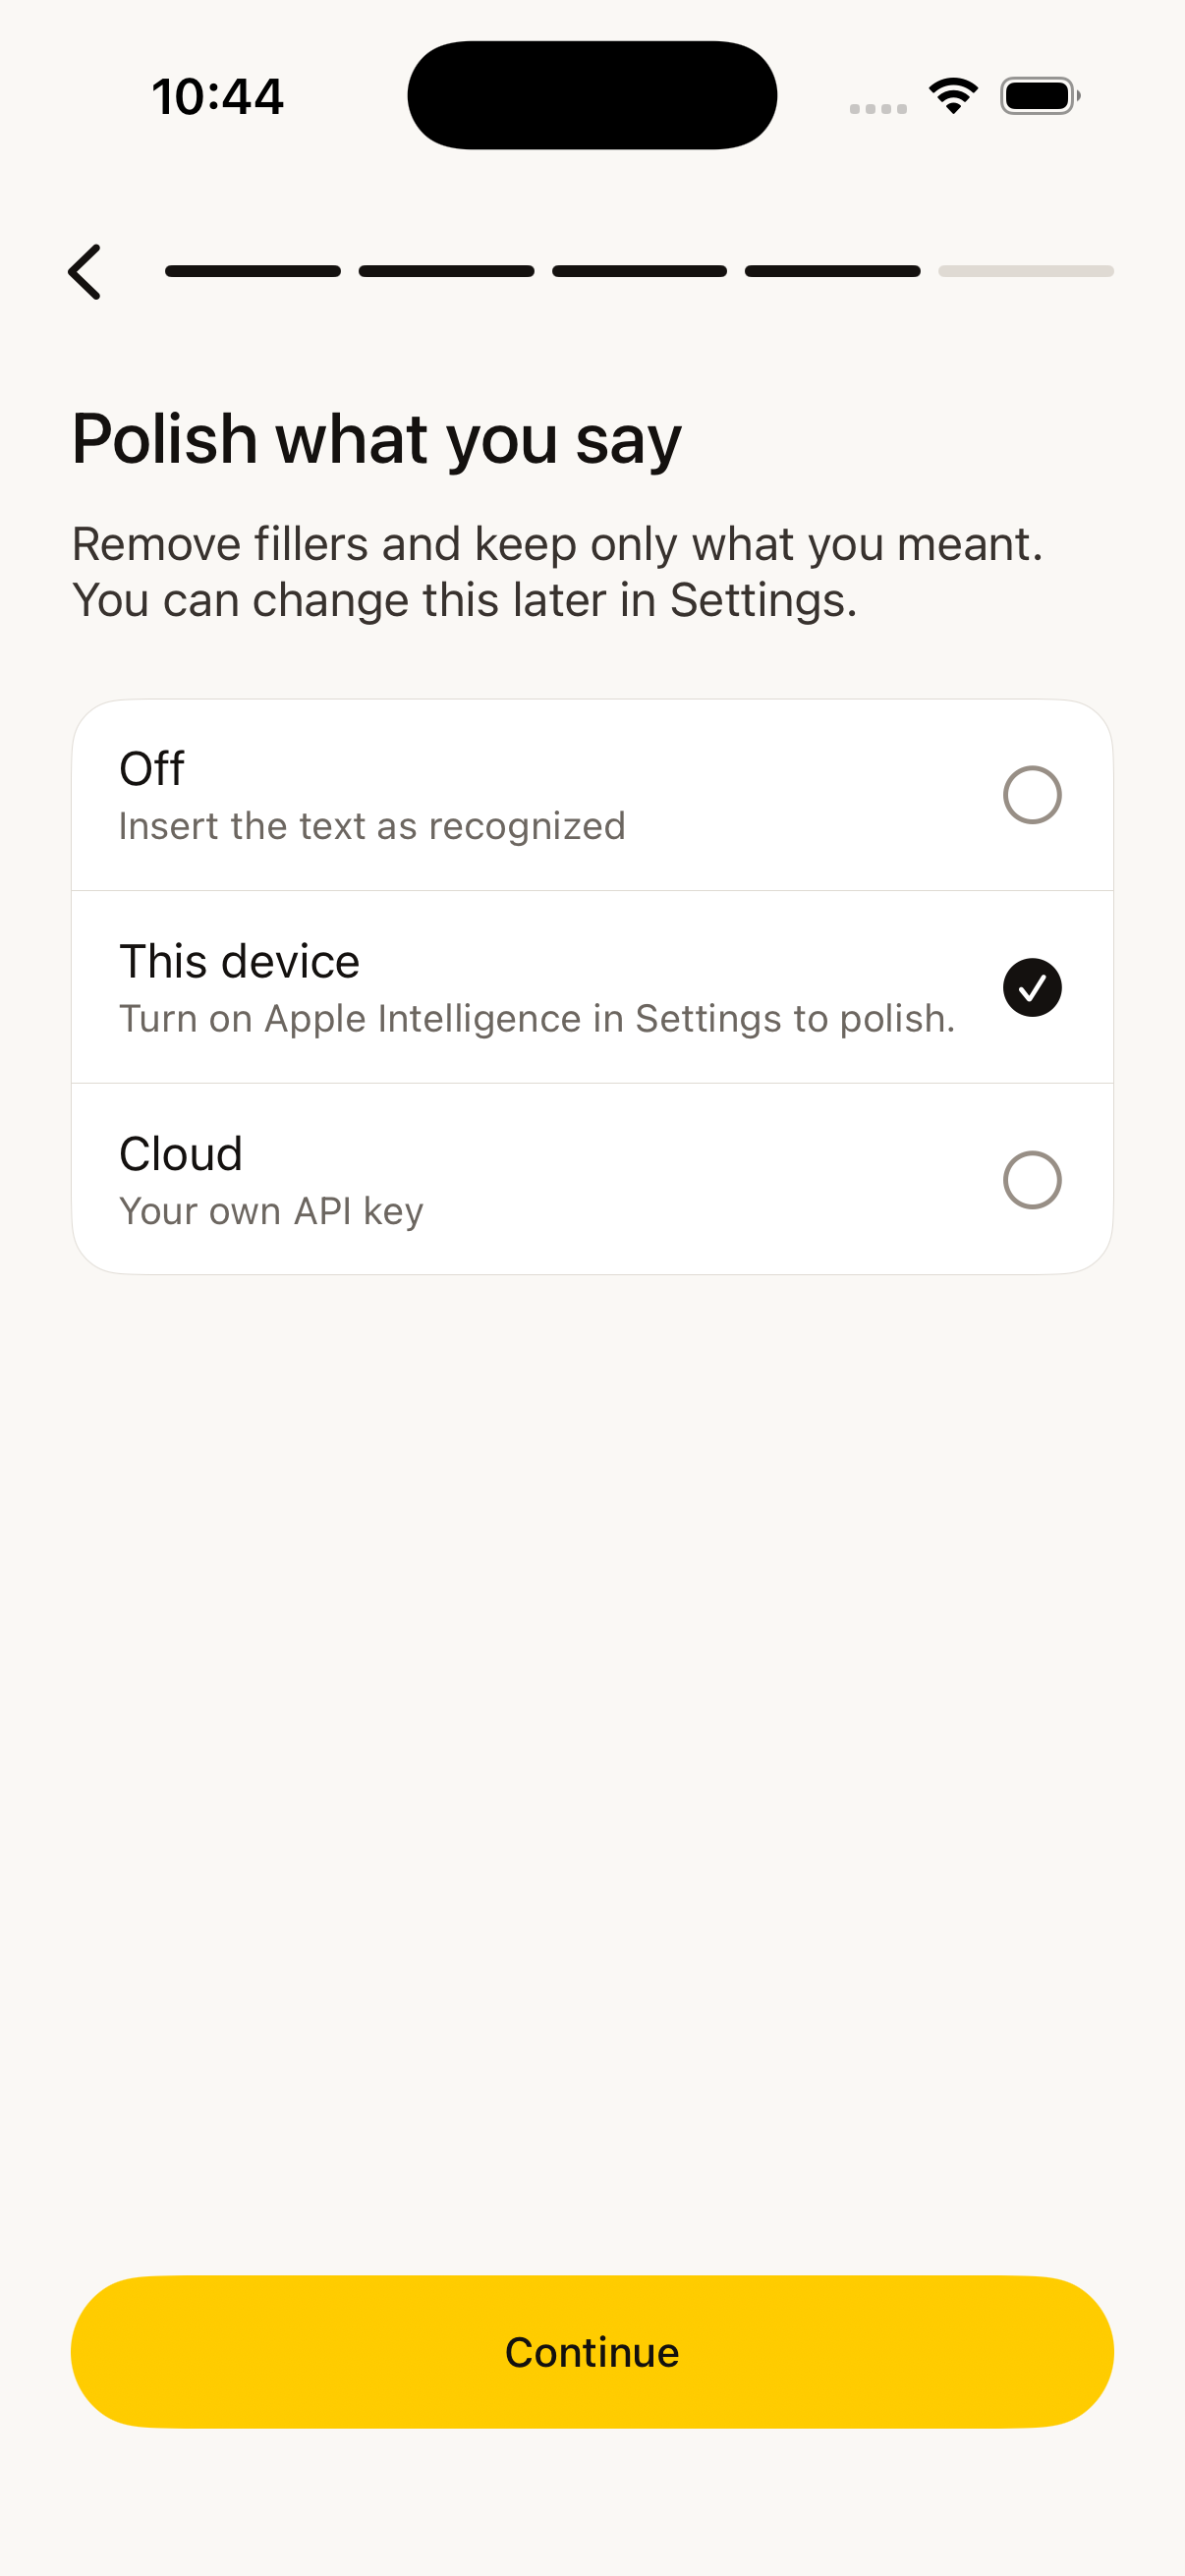 10:44
Polish what you say
Remove fillers and keep only what you meant.
You can change this later in Settings.
Off
Insert the text as recognized
This device
Turn on Apple Intelligence in Settings to polish.
Cloud
Your own API key
Continue